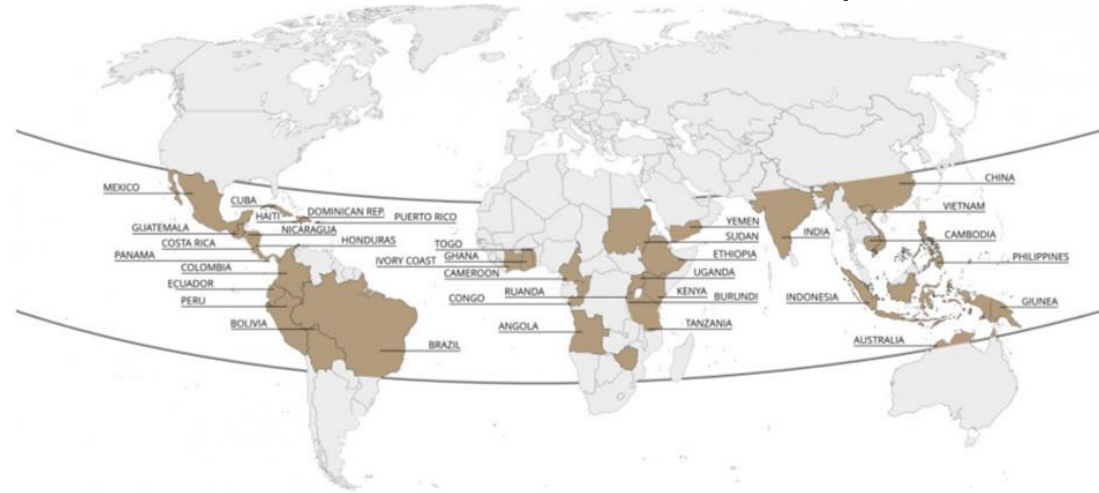 MEXICO
CUBA
HAITI
DOMINICAN REP.
PUERTO RICO
GUATEMALA
NICARAGUA
COSTA RICA
HONDURAS
PANAMA
COLOMBIA
ECUADOR
PERU
BOLIVIA
BRAZIL
TOGO
IVORY COAST
GHANA
CAMEROON
CONGO
RUANDA
ANGOLA
YEMEN
SUDAN
ETHIOPIA
UGANDA
KENYA
BURUNDI
TANZANIA
INDIA
CHINA
VIETNAM
CAMBODIA
PHILIPPINES
INDONESIA
GIUNEA
AUSTRALIA